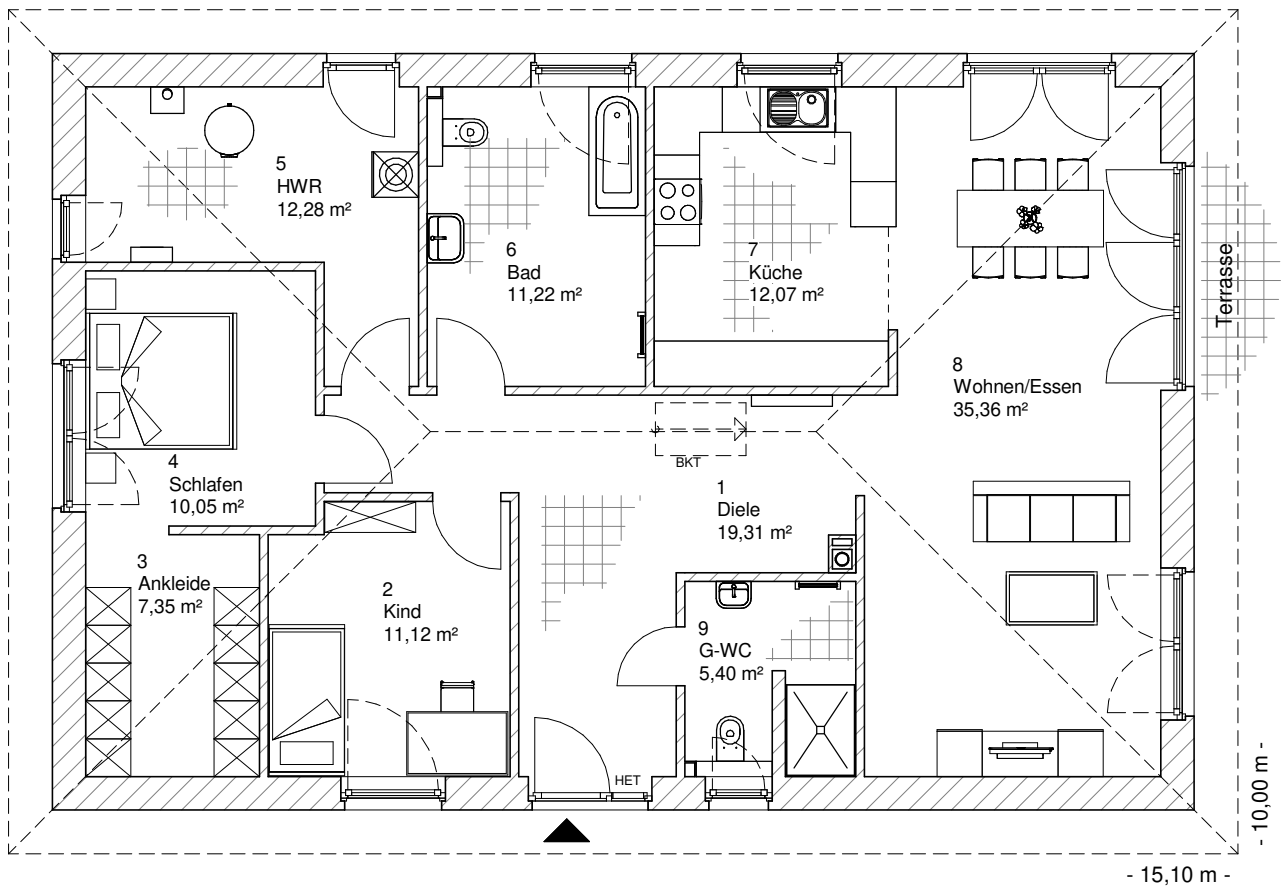 5
HWR
12,28 m²
6
Bad
11,22 m²
7
Küche
12,07 m²
Terrasse
8
Wohnen/Essen
35,36 m²
4
Schlafen
10,05 m²
BKT
1
Diele
19,31 m²
3
Ankleide
7,35 m²
2
Kind
11,12 m²
9
G-WC
5,40 m²
HET
- 10,00 m -
- 15,10 m -